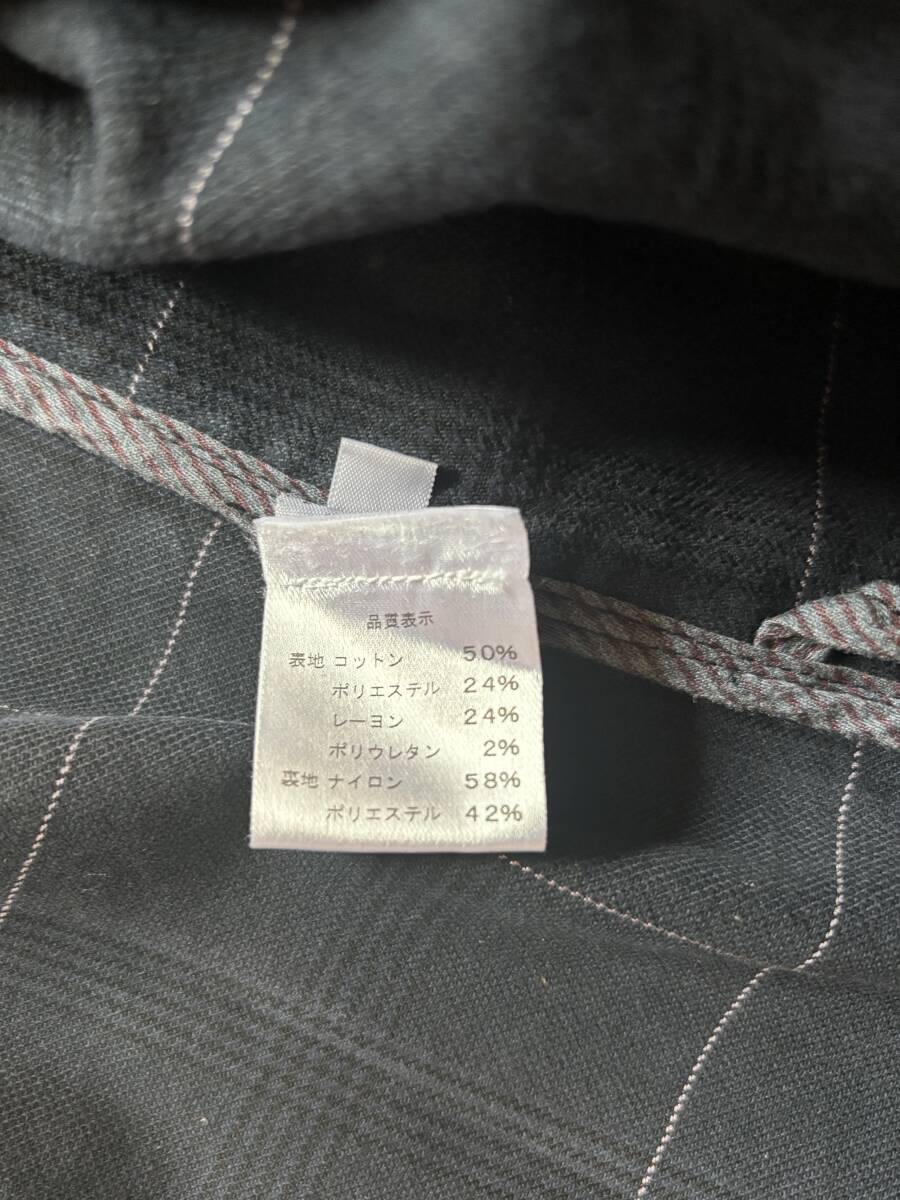 品質表示
表地 コットン 50%
ポリエステル 24%
レーヨン 24%
ポリウレタン 2%
裏地 ナイロン 58%
ポリエステル 42%